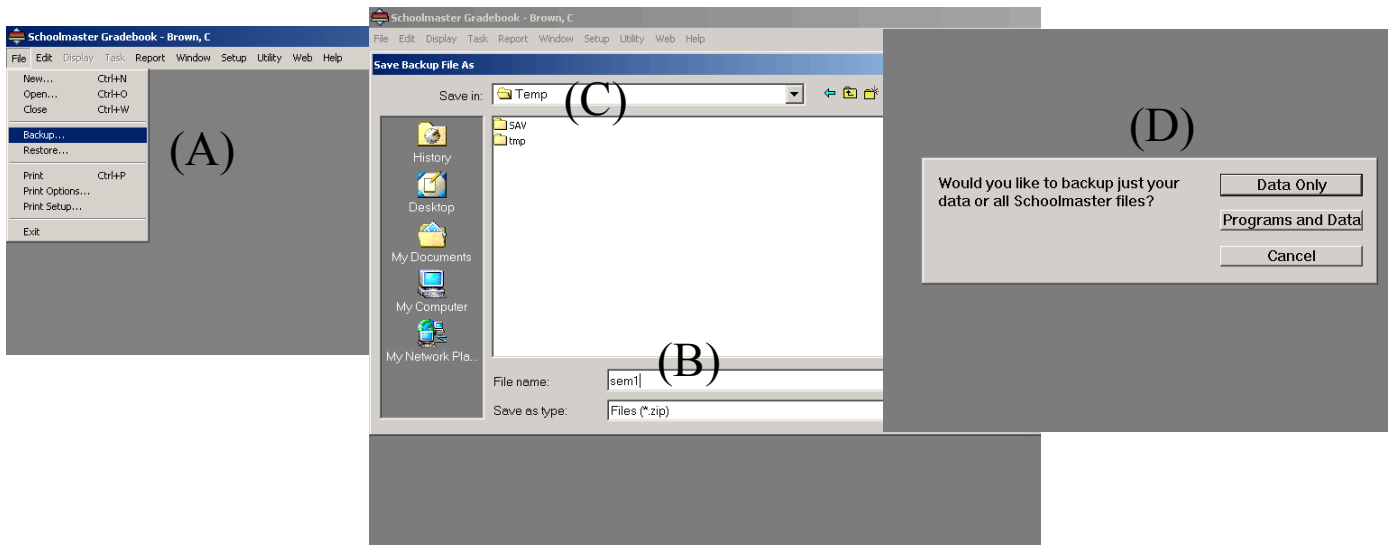 Schoolmaster Gradebook - Brown, C
File Edit Display Task Report Window Setup Utility Web Help
New... Ctrl+N
Open... Ctrl+O
Close Ctrl+W
Backup...
Restore...
Print Ctrl+P
Print Options...
Print Setup...
Exit
(A)
Schoolmaster Gradebook - Brown, C
File Edit Display Task Report Window Setup Utility Web Help
Save Backup File As
Save in: Temp
(C)
SAV
tmp
History
Desktop
My Documents
My Computer
My Network Pla...
(B)
File name: sem1
Save as type: Files (*.zip)
(D)
Would you like to backup just your
data or all Schoolmaster files?
Data Only
Programs and Data
Cancel